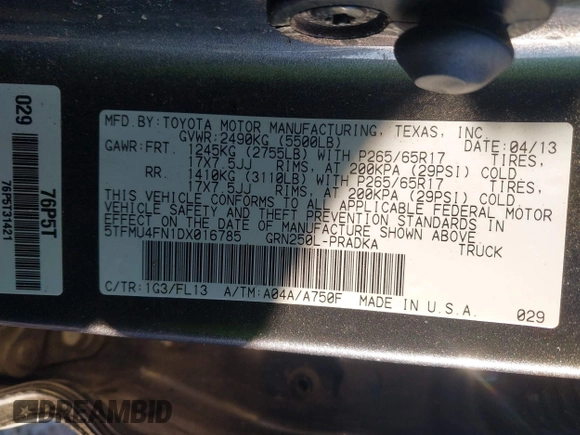 MFD.BY:TOYOTA MOTOR MANUFACTURING, TEXAS, INC.
GVWR:2490KG (5500LB) DATE:04/13
GAWR:FRT. 1245KG (2755LB) WITH P265/65R17 TIRES,
17X7.5JJ RIMS, AT 200KPA (29PSI) COLD
RR. 1410KG (3110LB) WITH P265/65R17 TIRES,
17X7.5JJ RIMS, AT 200KPA (29PSI) COLD
THIS VEHICLE CONFORMS TO ALL APPLICABLE FEDERAL MOTOR
VEHICLE SAFETY, BUMPER, AND THEFT PREVENTION STANDARDS IN
EFFECT ON THE DATE OF MANUFACTURE SHOWN ABOVE.
5TFMU4FN1DX016785 GRN250L-PRADKA TRUCK
C/TR:1G3/FL13 A/TM:A04A/A750F MADE IN U.S.A. 029
029
76P5T
76P5T31421
DREAMBID